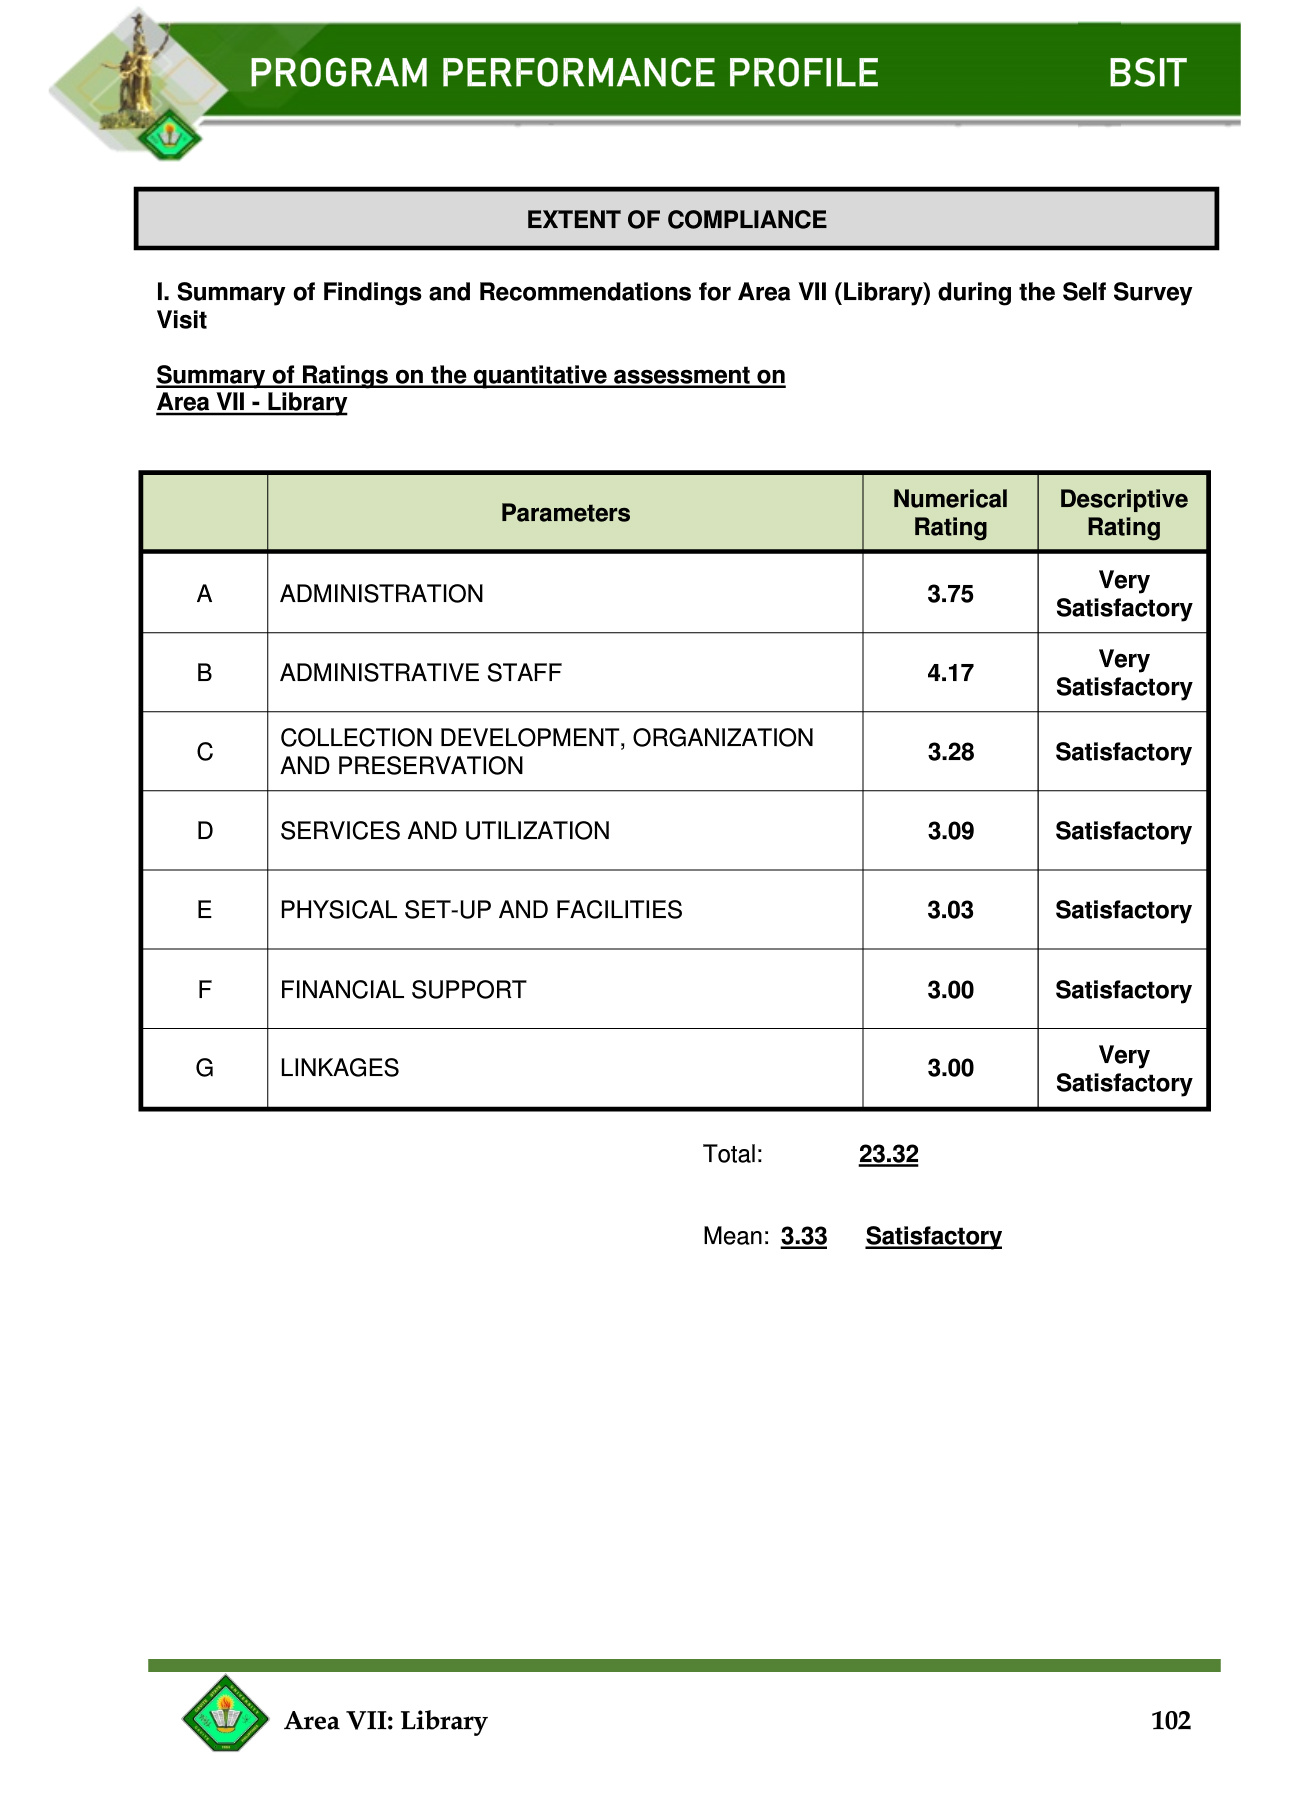 PROGRAM PERFORMANCE PROFILE BSIT
EXTENT OF COMPLIANCE
I. Summary of Findings and Recommendations for Area VII (Library) during the Self Survey
Visit
Summary of Ratings on the quantitative assessment on
Area VII - Library
Parameters
Numerical
Rating
Descriptive
Rating
A
ADMINISTRATION
3.75
Very
Satisfactory
B
ADMINISTRATIVE STAFF
4.17
Very
Satisfactory
C
COLLECTION DEVELOPMENT, ORGANIZATION
AND PRESERVATION
3.28
Satisfactory
D
SERVICES AND UTILIZATION
3.09
Satisfactory
E
PHYSICAL SET-UP AND FACILITIES
3.03
Satisfactory
F
FINANCIAL SUPPORT
3.00
Satisfactory
G
LINKAGES
3.00
Very
Satisfactory
Total: 23.32
Mean: 3.33 Satisfactory
Area VII: Library 102